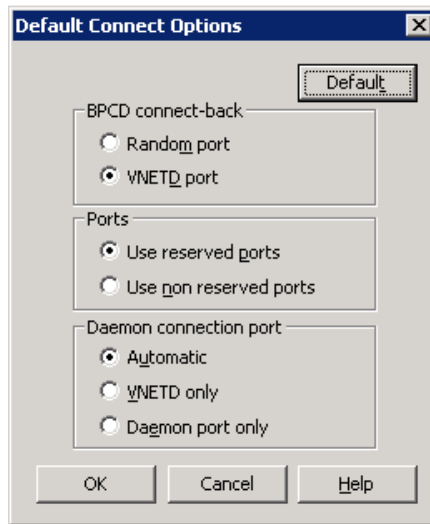 Default Connect Options
Default
BPCD connect-back
Random port
VNETD port
Ports
Use reserved ports
Use non reserved ports
Daemon connection port
Automatic
VNETD only
Daemon port only
OK Cancel Help